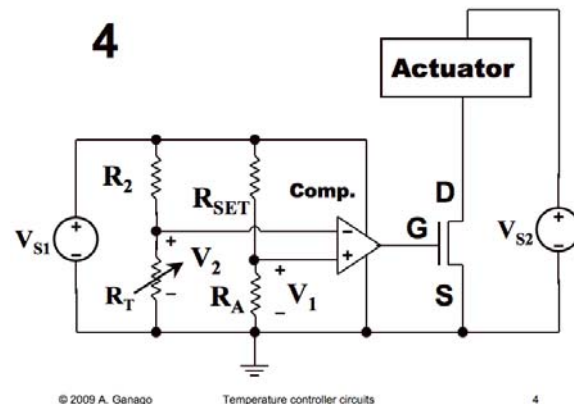 4
Actuator
R2
RSET
Comp.
D
VS1
+
−
+
V2
−
+
G
+
−
VS2
RT
−
RA
+
V1
−
S
© 2009 A. Ganago
Temperature controller circuits
4